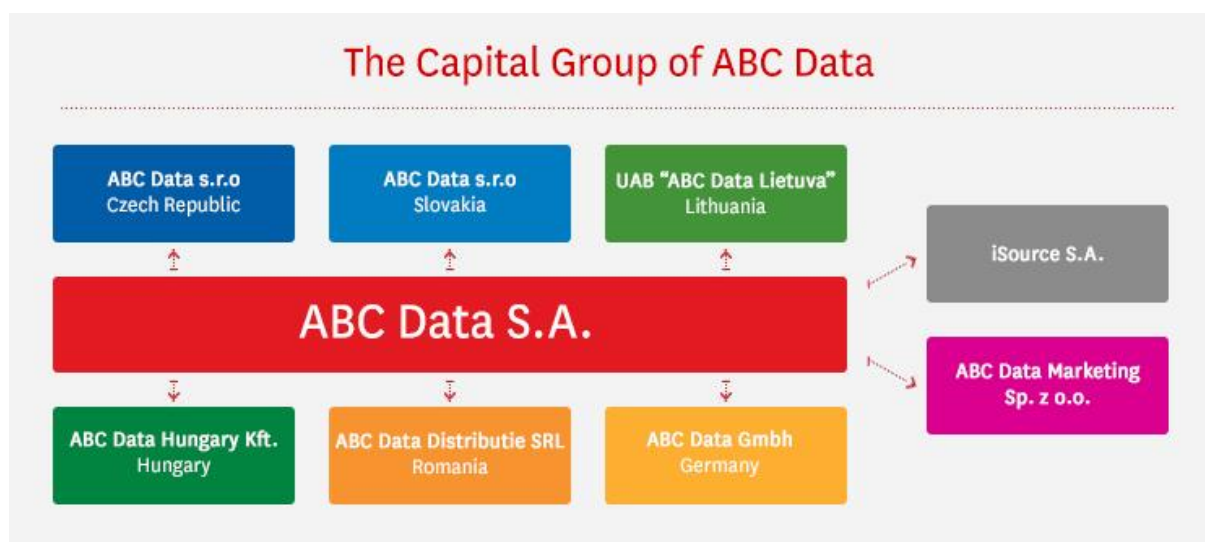 The Capital Group of ABC Data
ABC Data s.r.o
Czech Republic
ABC Data s.r.o
Slovakia
UAB “ABC Data Lietuva”
Lithuania
iSource S.A.
ABC Data S.A.
ABC Data Marketing
Sp. z o.o.
ABC Data Hungary Kft.
Hungary
ABC Data Distributie SRL
Romania
ABC Data Gmbh
Germany